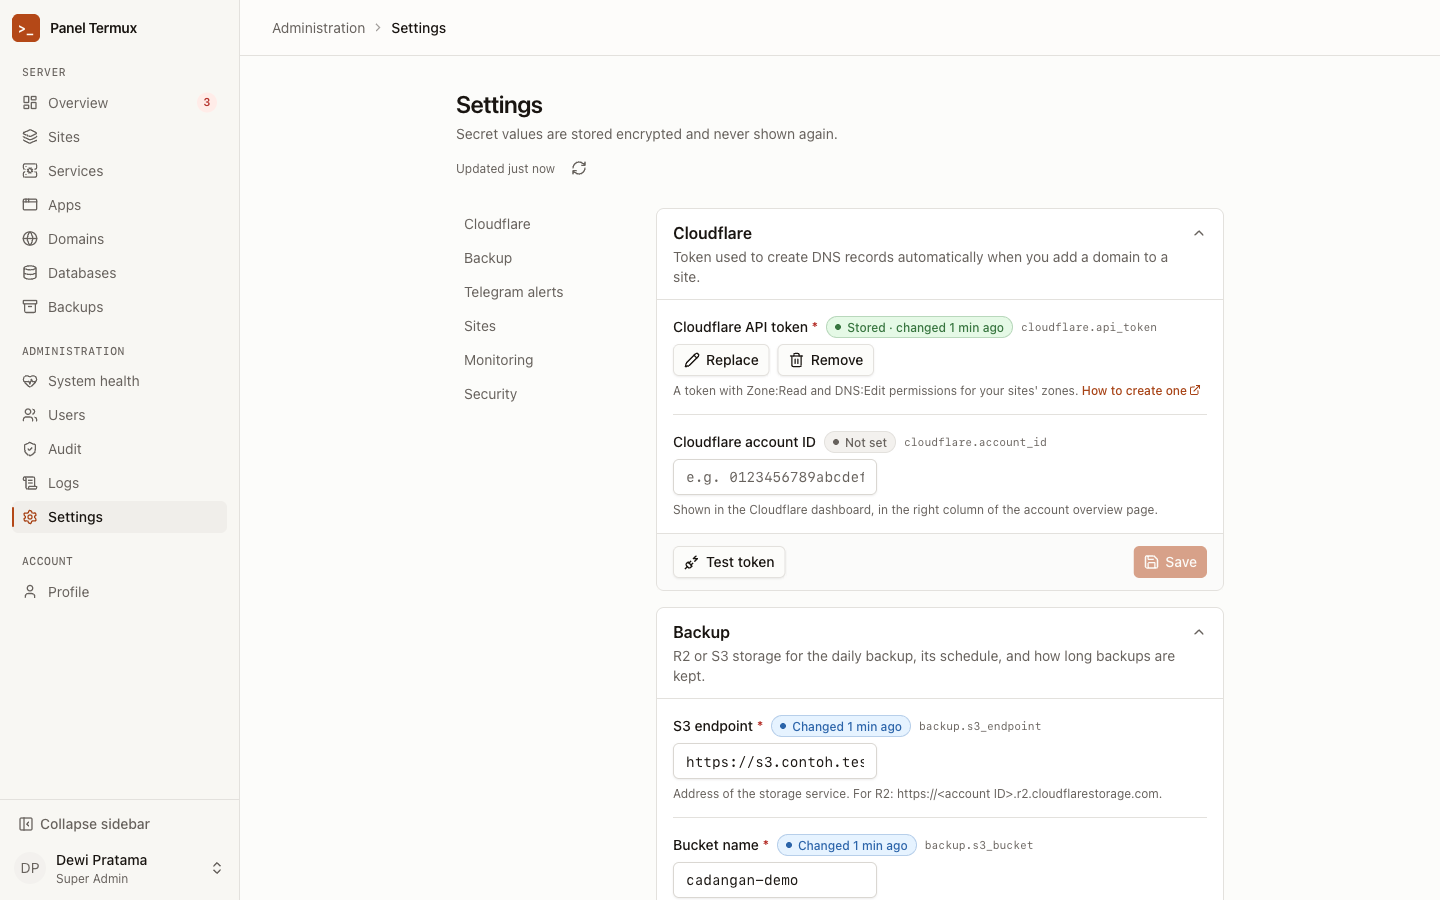 >_ Panel Termux
Administration > Settings
SERVER
Overview 3
Sites
Services
Apps
Domains
Databases
Backups
ADMINISTRATION
System health
Users
Audit
Logs
Settings
ACCOUNT
Profile
Collapse sidebar
DP Dewi Pratama
Super Admin
Settings
Secret values are stored encrypted and never shown again.
Updated just now
Cloudflare
Backup
Telegram alerts
Sites
Monitoring
Security
Cloudflare
Token used to create DNS records automatically when you add a domain to a
site.
Cloudflare API token * Stored · changed 1 min ago cloudflare.api_token
Replace Remove
A token with Zone:Read and DNS:Edit permissions for your sites' zones. How to create one
Cloudflare account ID Not set cloudflare.account_id
e.g. 0123456789abcdef
Shown in the Cloudflare dashboard, in the right column of the account overview page.
Test token Save
Backup
R2 or S3 storage for the daily backup, its schedule, and how long backups are
kept.
S3 endpoint * Changed 1 min ago backup.s3_endpoint
https://s3.contoh.tes
Address of the storage service. For R2: https://<account ID>.r2.cloudflarestorage.com.
Bucket name * Changed 1 min ago backup.s3_bucket
cadangan-demo